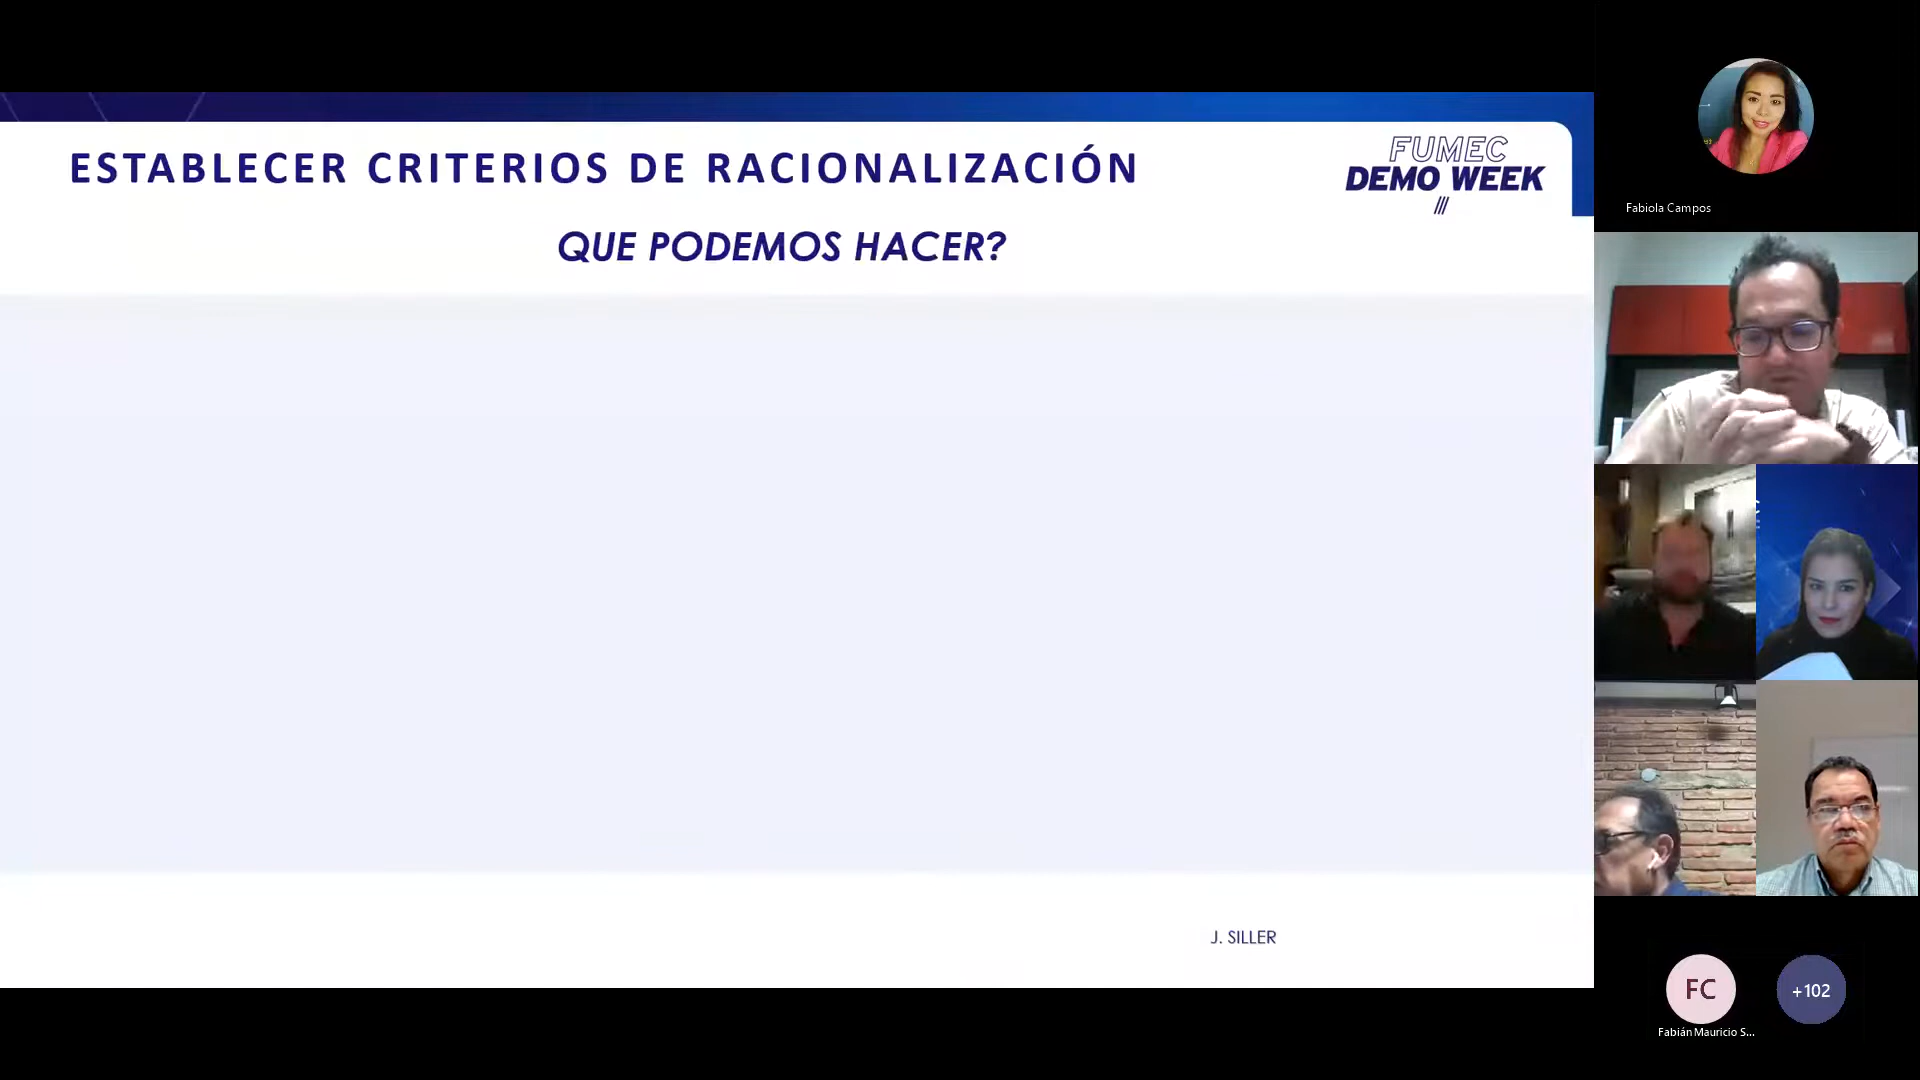 ESTABLECER CRITERIOS DE RACIONALIZACIÓN
FUMEC
DEMO WEEK
QUE PODEMOS HACER?
J. SILLER
Fabiola Campos
FC
+102
Fabián Mauricio S...